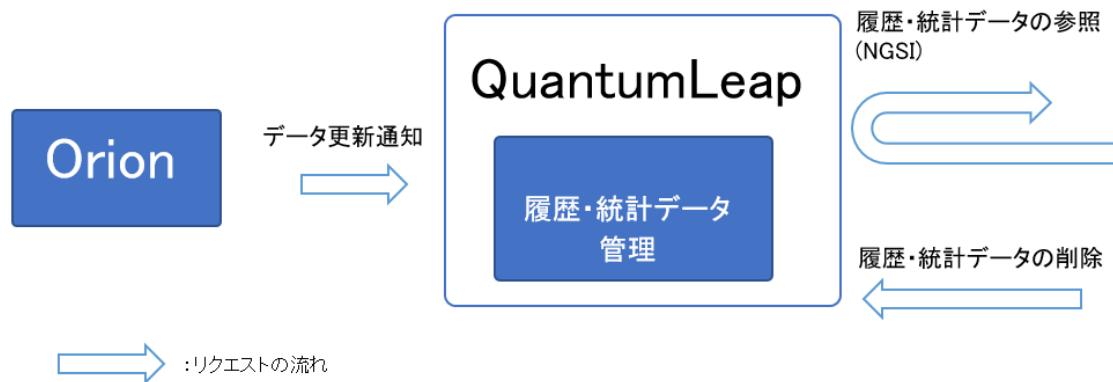 Orion
データ更新通知
QuantumLeap
履歴・統計データ
管理
履歴・統計データの参照
(NGSI)
履歴・統計データの削除
:リクエストの流れ